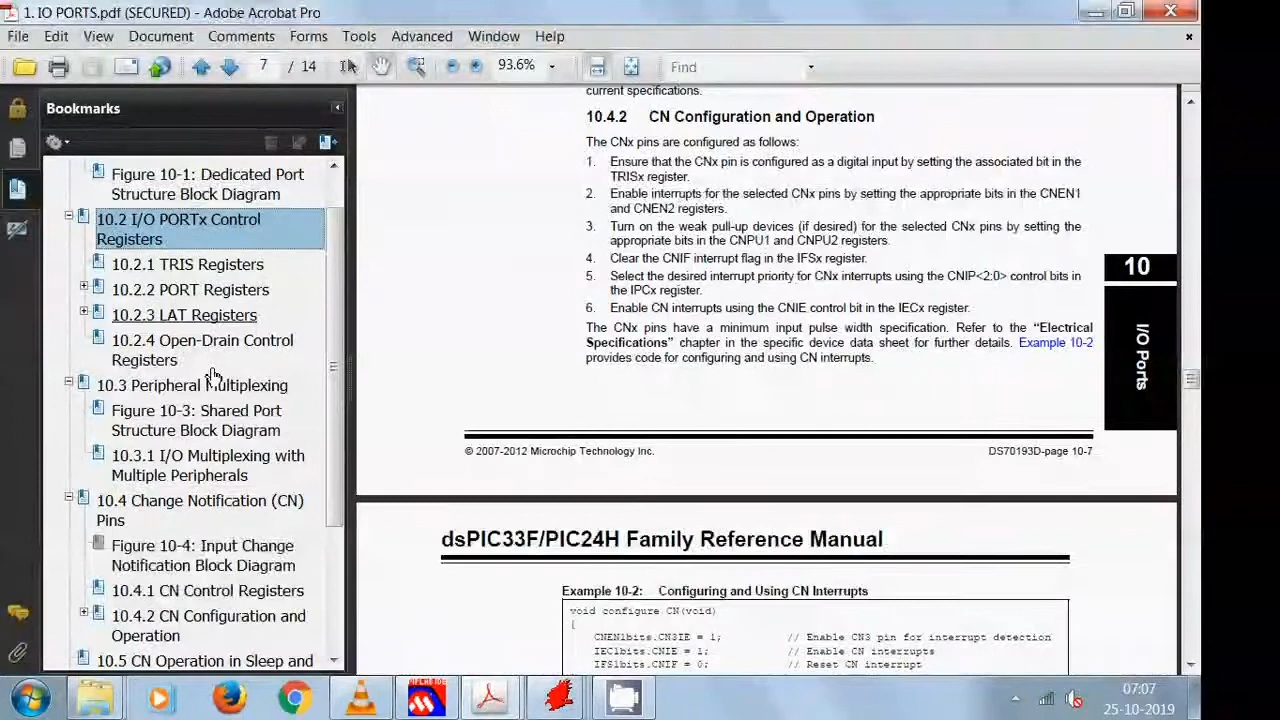 1. IO PORTS.pdf (SECURED) - Adobe Acrobat Pro
File Edit View Document Comments Forms Tools Advanced Window Help
7 / 14 93.6% Find
Bookmarks
Figure 10-1: Dedicated Port
Structure Block Diagram
10.2 I/O PORTx Control
Registers
10.2.1 TRIS Registers
10.2.2 PORT Registers
10.2.3 LAT Registers
10.2.4 Open-Drain Control
Registers
10.3 Peripheral Multiplexing
Figure 10-3: Shared Port
Structure Block Diagram
10.3.1 I/O Multiplexing with
Multiple Peripherals
10.4 Change Notification (CN)
Pins
Figure 10-4: Input Change
Notification Block Diagram
10.4.1 CN Control Registers
10.4.2 CN Configuration and
Operation
10.5 CN Operation in Sleep and
current specifications.
10.4.2 CN Configuration and Operation
The CNx pins are configured as follows:
1. Ensure that the CNx pin is configured as a digital input by setting the associated bit in the
TRISx register.
2. Enable interrupts for the selected CNx pins by setting the appropriate bits in the CNEN1
and CNEN2 registers.
3. Turn on the weak pull-up devices (if desired) for the selected CNx pins by setting the
appropriate bits in the CNPU1 and CNPU2 registers.
4. Clear the CNIF interrupt flag in the IFSx register.
5. Select the desired interrupt priority for CNx interrupts using the CNIP<2:0> control bits in
the IPCx register.
6. Enable CN interrupts using the CNIE control bit in the IECx register.
The CNx pins have a minimum input pulse width specification. Refer to the “Electrical
Specifications” chapter in the specific device data sheet for further details. Example 10-2
provides code for configuring and using CN interrupts.
10
I/O Ports
© 2007-2012 Microchip Technology Inc. DS70193D-page 10-7
dsPIC33F/PIC24H Family Reference Manual
Example 10-2: Configuring and Using CN Interrupts
void configure CN(void)
{
CNEN1bits.CN3IE = 1; // Enable CN3 pin for interrupt detection
IEC1bits.CNIE = 1; // Enable CN interrupts
IFS1bits.CNIF = 0; // Reset CN interrupt
07:07
25-10-2019